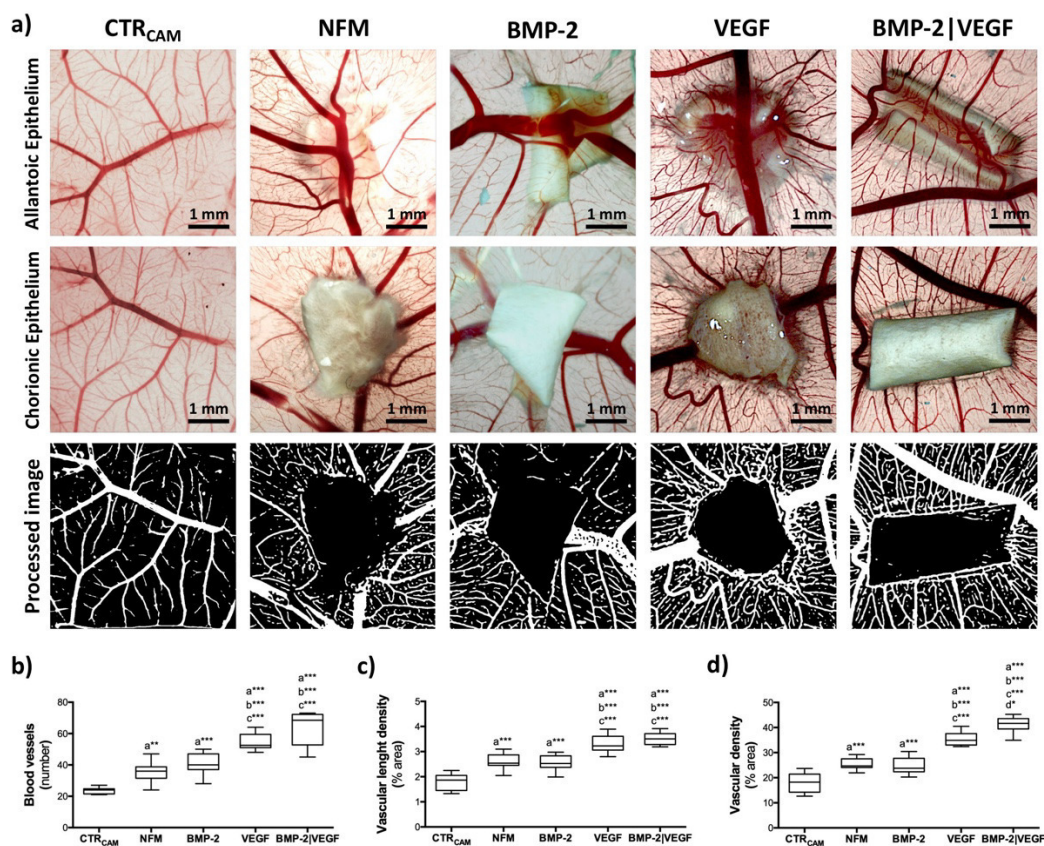 a)
CTRCAM NFM BMP-2 VEGF BMP-2|VEGF
Allantoic Epithelium
1 mm 1 mm 1 mm 1 mm 1 mm
Chorionic Epithelium
1 mm 1 mm 1 mm 1 mm 1 mm
Processed image
b)
Blood vessels
(number)
80
60
40
20
0
a**
a***
a***
b***
c***
a***
b***
c***
CTRCAM NFM BMP-2 VEGF BMP-2|VEGF
c)
Vascular lenght density
(% area)
5
4
3
2
1
0
a***
a***
a***
b***
c***
a***
b***
c***
CTRCAM NFM BMP-2 VEGF BMP-2|VEGF
d)
Vascular density
(% area)
50
40
30
20
10
0
a***
a***
a***
b***
c***
a***
b***
c***
d*
CTRCAM NFM BMP-2 VEGF BMP-2|VEGF